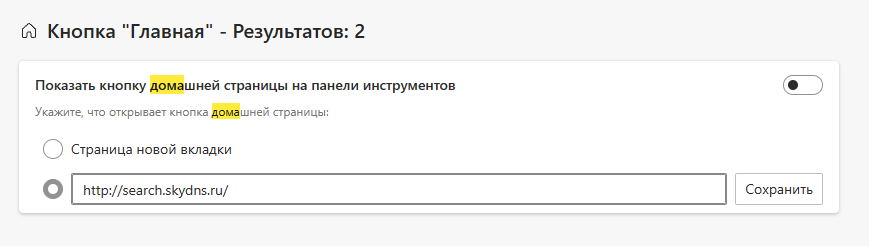 Кнопка "Главная" - Результатов: 2
Показать кнопку домашней страницы на панели инструментов
Укажите, что открывает кнопка домашней страницы:
Страница новой вкладки
http://search.skydns.ru/ Сохранить